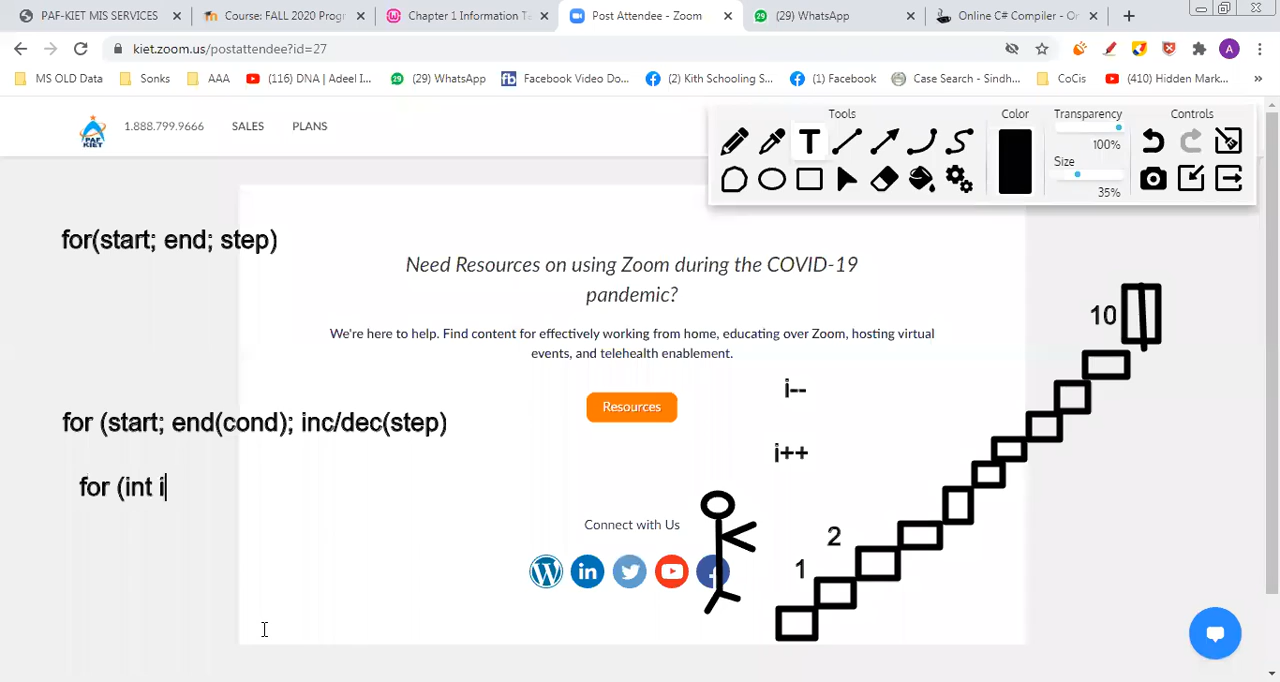 PAF-KIET MIS SERVICES
Course: FALL 2020 Progr
Chapter 1 Information T
Post Attendee - Zoom
(29) WhatsApp
Online C# Compiler - On
kiet.zoom.us/postattendee?id=27
A
MS OLD Data
Sonks
AAA
(116) DNA | Adeel I...
(29) WhatsApp
Facebook Video Do...
(2) Kith Schooling S...
(1) Facebook
Case Search - Sindh...
CoCis
(410) Hidden Mark...
PAF KIET
1.888.799.9666
SALES
PLANS
Tools
Color
Transparency
Controls
100%
Size
35%
for(start; end; step)
Need Resources on using Zoom during the COVID-19
pandemic?
We're here to help. Find content for effectively working from home, educating over Zoom, hosting virtual
events, and telehealth enablement.
10
i--
Resources
for (start; end(cond); inc/dec(step)
i++
for (int i
Connect with Us
2
1